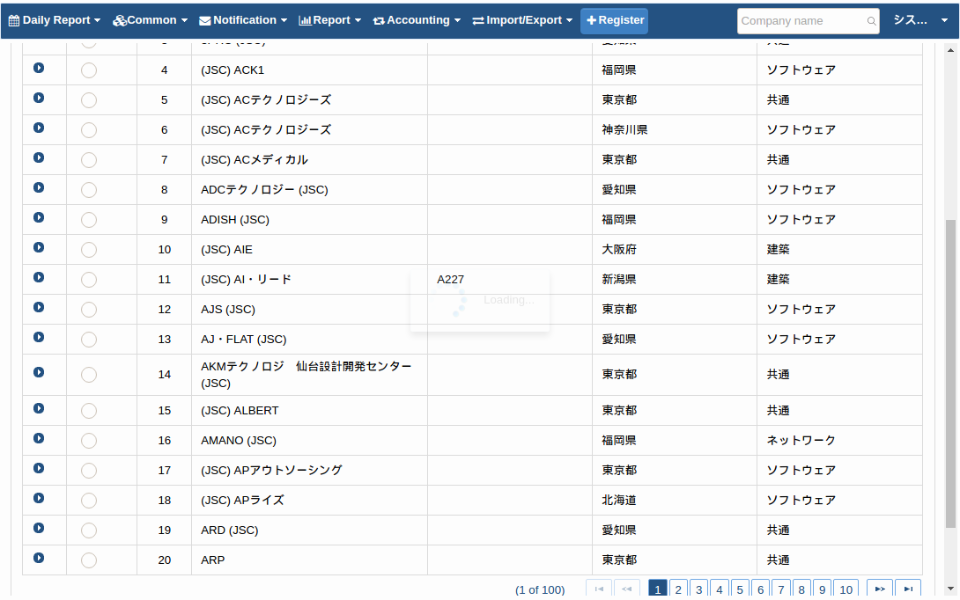 Daily Report Common Notification Report Accounting Import/Export Register Company name シス...
4 (JSC) ACK1 福岡県 ソフトウェア
5 (JSC) ACテクノロジーズ 東京都 共通
6 (JSC) ACテクノロジーズ 神奈川県 ソフトウェア
7 (JSC) ACメディカル 東京都 共通
8 ADCテクノロジー (JSC) 愛知県 ソフトウェア
9 ADISH (JSC) 福岡県 ソフトウェア
10 (JSC) AIE 大阪府 建築
11 (JSC) AI・リード A227 新潟県 建築
Loading...
12 AJS (JSC) 東京都 ソフトウェア
13 AJ・FLAT (JSC) 愛知県 ソフトウェア
14 AKMテクノロジ 仙台設計開発センター (JSC) 東京都 共通
15 (JSC) ALBERT 東京都 共通
16 AMANO (JSC) 福岡県 ネットワーク
17 (JSC) APアウトソーシング 東京都 ソフトウェア
18 (JSC) APライズ 北海道 ソフトウェア
19 ARD (JSC) 愛知県 共通
20 ARP 東京都 共通
(1 of 100) 1 2 3 4 5 6 7 8 9 10